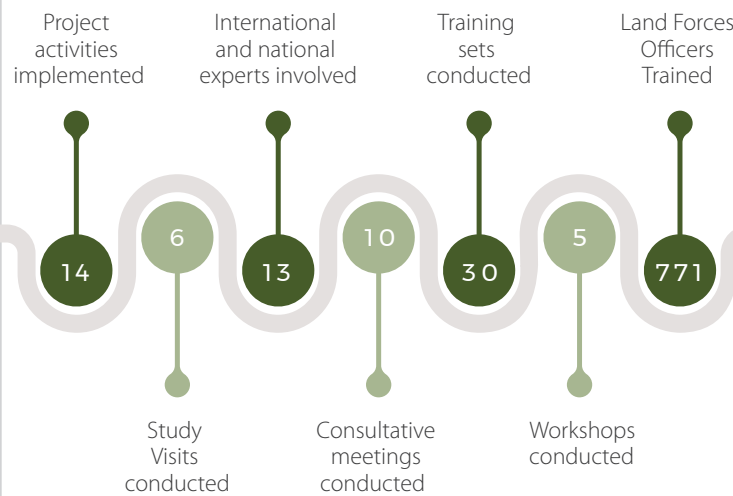 Project
activities
implemented
International
and national
experts involved
Training
sets
conducted
Land Forces
Officers
Trained
14
6
13
10
30
5
771
Study
Visits
conducted
Consultative
meetings
conducted
Workshops
conducted